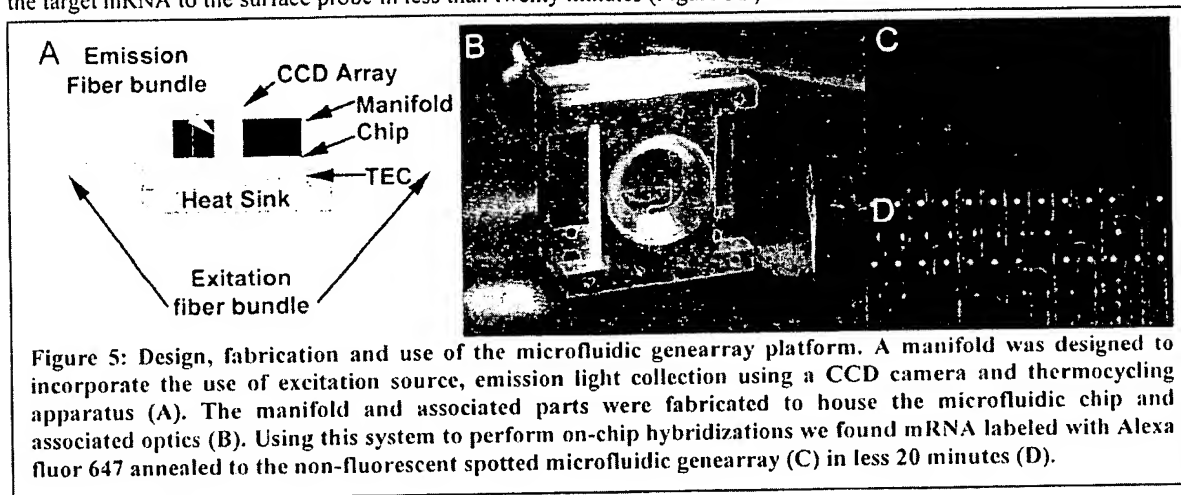 the target mRNA to the surface probe in less than twenty minutes (Figure
A
Emission
Fiber bundle
CCD Array
Manifold
Chip
TEC
Heat Sink
Exitation
fiber bundle
B
C
D
Figure 5: Design, fabrication and use of the microfluidic genearray platform. A manifold was designed to
incorporate the use of excitation source, emission light collection using a CCD camera and thermocycling
apparatus (A). The manifold and associated parts were fabricated to house the microfluidic chip and
associated optics (B). Using this system to perform on-chip hybridizations we found mRNA labeled with Alexa
fluor 647 annealed to the non-fluorescent spotted microfluidic genearray (C) in less 20 minutes (D).